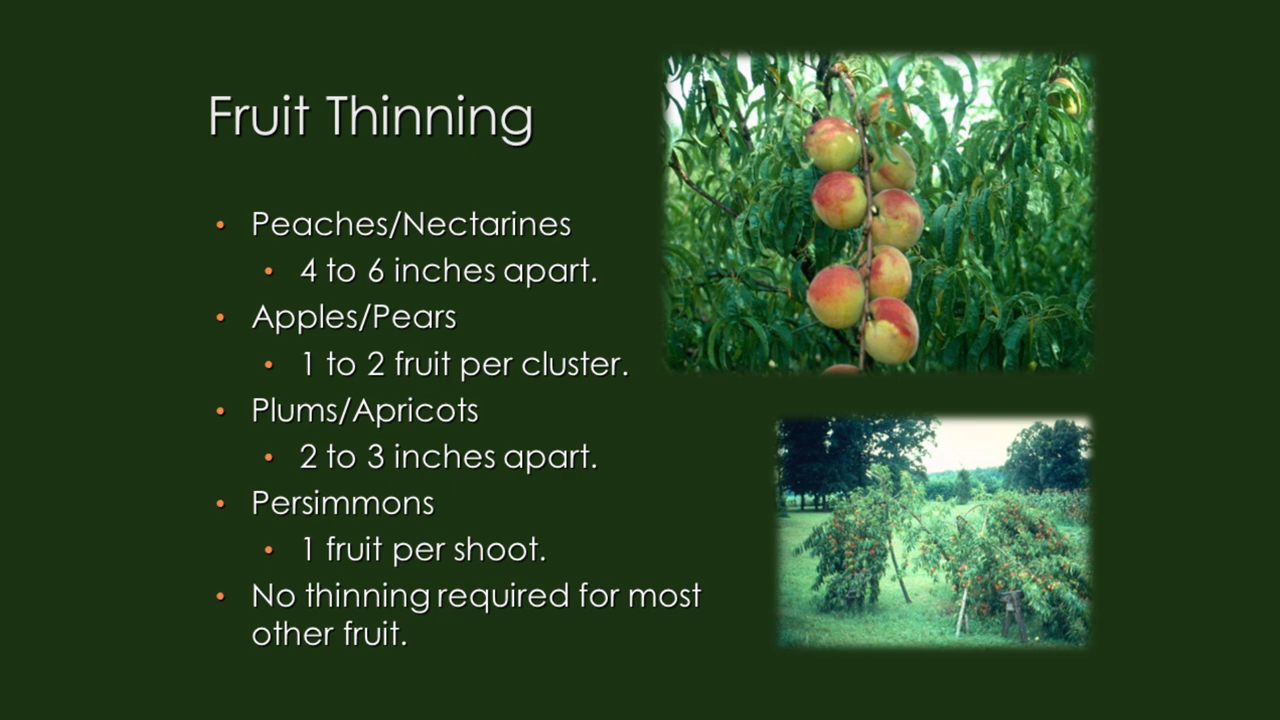 Fruit Thinning
• Peaches/Nectarines
• 4 to 6 inches apart.
• Apples/Pears
• 1 to 2 fruit per cluster.
• Plums/Apricots
• 2 to 3 inches apart.
• Persimmons
• 1 fruit per shoot.
• No thinning required for most
other fruit.